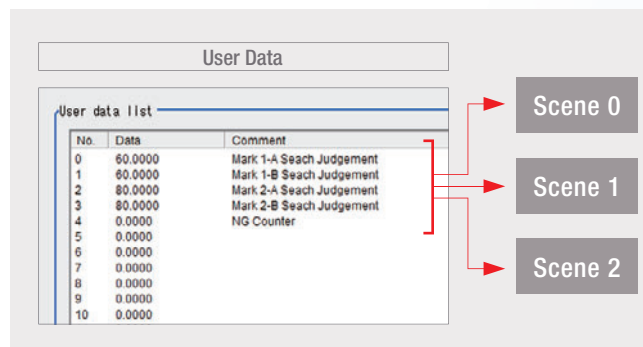 User Data
User data list
No. Data Comment
0 60.0000 Mark 1-A Seach Judgement
1 60.0000 Mark 1-B Seach Judgement
2 80.0000 Mark 2-A Seach Judgement
3 80.0000 Mark 2-B Seach Judgement
4 0.0000 NG Counter
5 0.0000
6 0.0000
7 0.0000
8 0.0000
9 0.0000
10 0.0000
Scene 0
Scene 1
Scene 2